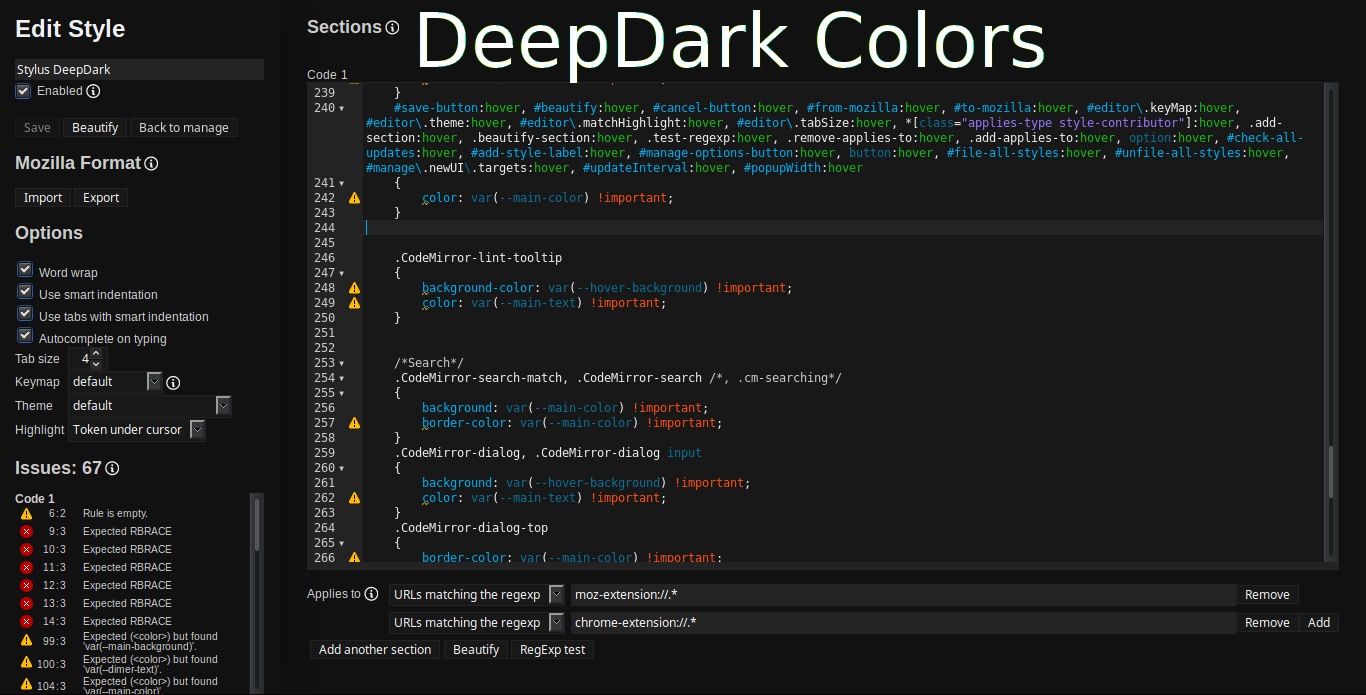 Edit Style
Stylus DeepDark
Enabled
Save
Beautify
Back to manage
Mozilla Format
Import
Export
Options
Word wrap
Use smart indentation
Use tabs with smart indentation
Autocomplete on typing
Tab size 4
Keymap default
Theme default
Highlight Token under cursor
Issues: 67
Code 1
6:2 Rule is empty.
9:3 Expected RBRACE
10:3 Expected RBRACE
11:3 Expected RBRACE
12:3 Expected RBRACE
13:3 Expected RBRACE
14:3 Expected RBRACE
99:3 Expected (<color>) but found
'var(--main-background)'.
100:3 Expected (<color>) but found
'var(--dimer-text)'.
104:3 Expected (<color>) but found
'var(--main-color)'.
Sections
DeepDark Colors
Code 1
239 }
240 #save-button:hover, #beautify:hover, #cancel-button:hover, #from-mozilla:hover, #to-mozilla:hover, #editor\.keyMap:hover,
#editor\.theme:hover, #editor\.matchHighlight:hover, #editor\.tabSize:hover, *[class="applies-type style-contributor"]:hover, .add-
section:hover, .beautify-section:hover, .test-regexp:hover, .remove-applies-to:hover, .add-applies-to:hover, option:hover, #check-all-
updates:hover, #add-style-label:hover, #manage-options-button:hover, button:hover, #file-all-styles:hover, #unfile-all-styles:hover,
#manage\.newUI\.targets:hover, #updateInterval:hover, #popupWidth:hover
241 {
242 color: var(--main-color) !important;
243 }
244
245
246 .CodeMirror-lint-tooltip
247 {
248 background-color: var(--hover-background) !important;
249 color: var(--main-text) !important;
250 }
251
252
253 /*Search*/
254 .CodeMirror-search-match, .CodeMirror-search /*, .cm-searching*/
255 {
256 background: var(--main-color) !important;
257 border-color: var(--main-color) !important;
258 }
259 .CodeMirror-dialog, .CodeMirror-dialog input
260 {
261 background: var(--hover-background) !important;
262 color: var(--main-text) !important;
263 }
264 .CodeMirror-dialog-top
265 {
266 border-color: var(--main-color) !important;
Applies to URLs matching the regexp moz-extension://.* Remove
URLs matching the regexp chrome-extension://.* Remove Add
Add another section
Beautify
RegExp test